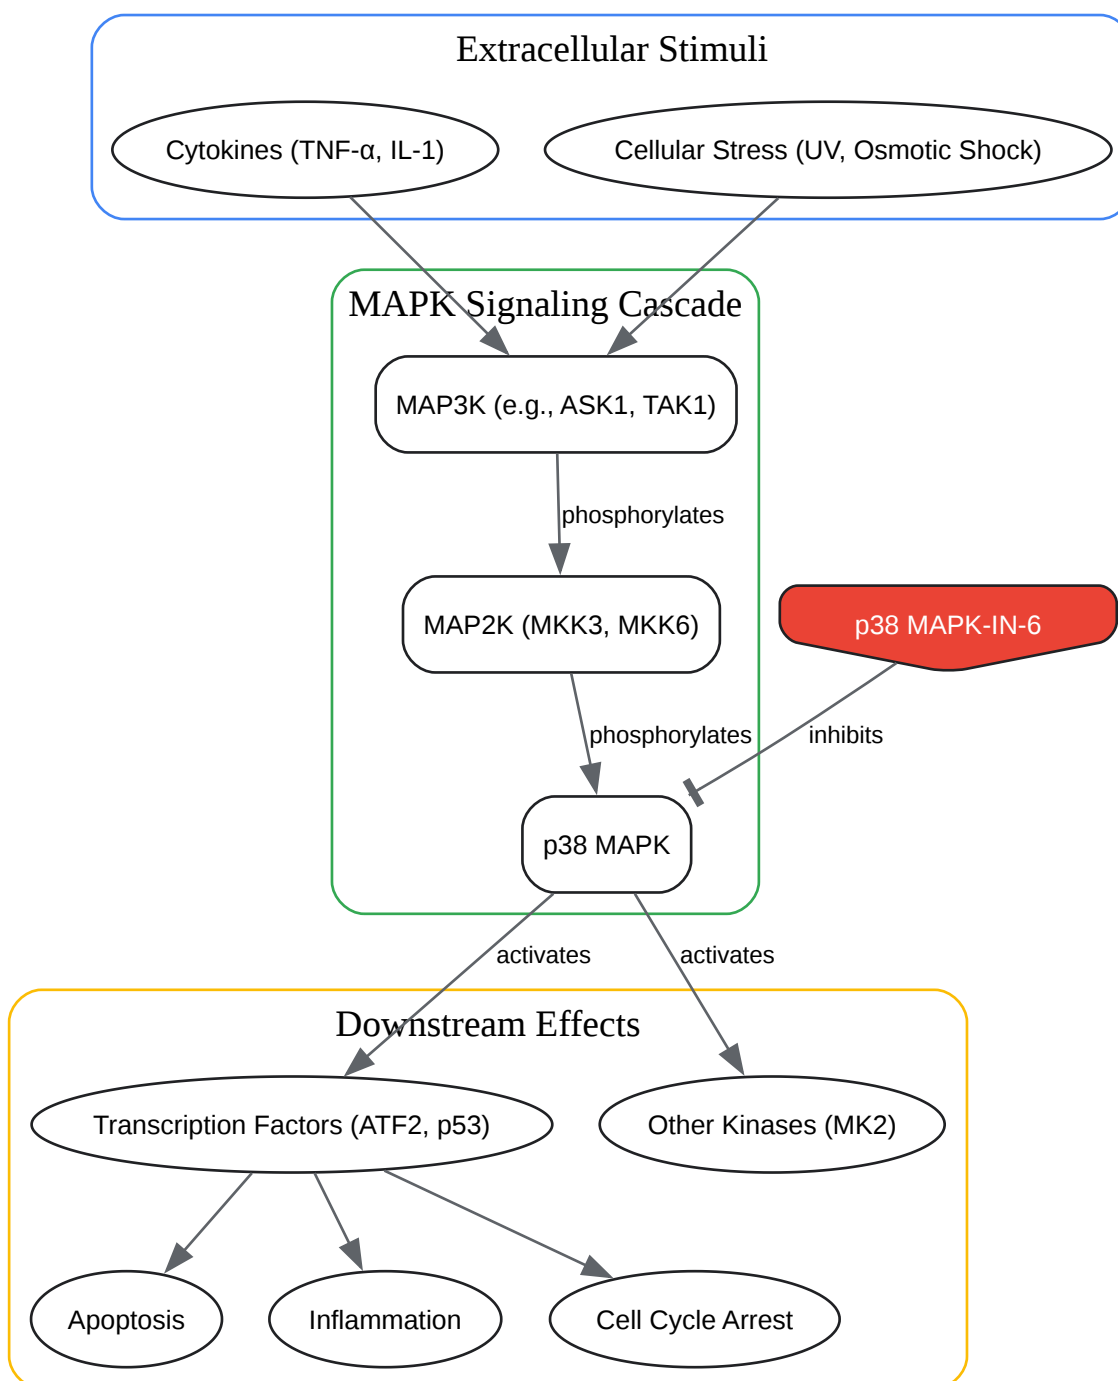 Extracellular Stimuli
Cytokines (TNF-α, IL-1)
Cellular Stress (UV, Osmotic Shock)
MAPK Signaling Cascade
MAP3K (e.g., ASK1, TAK1)
phosphorylates
MAP2K (MKK3, MKK6)
p38 MAPK-IN-6
phosphorylates
inhibits
p38 MAPK
activates
activates
Downstream Effects
Transcription Factors (ATF2, p53)
Other Kinases (MK2)
Apoptosis
Inflammation
Cell Cycle Arrest